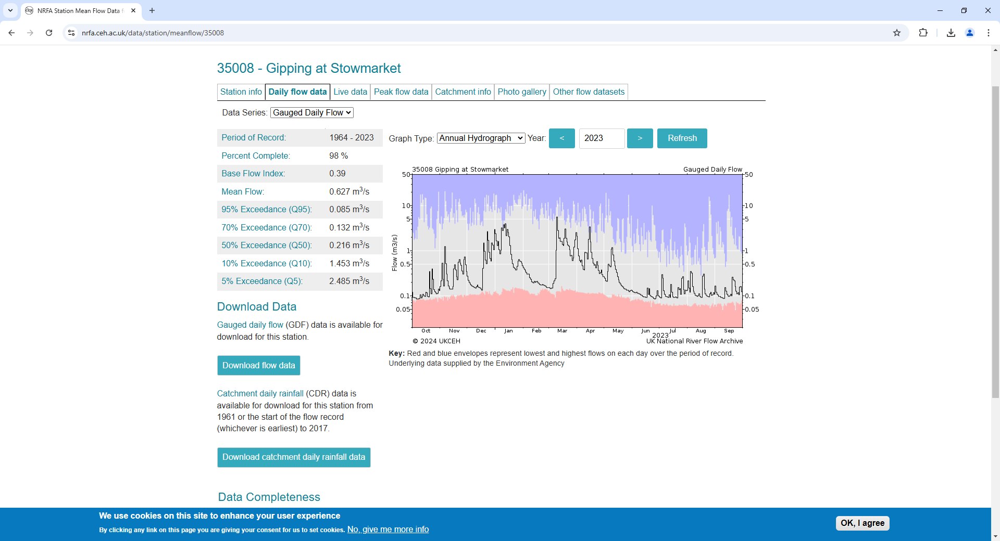 NRFA Station Mean Flow Data f
nrfa.ceh.ac.uk/data/station/meanflow/35008
35008 - Gipping at Stowmarket
Station info Daily flow data Live data Peak flow data Catchment info Photo gallery Other flow datasets
Data Series: Gauged Daily Flow
Period of Record: 1964 - 2023
Percent Complete: 98 %
Base Flow Index: 0.39
Mean Flow: 0.627 m3/s
95% Exceedance (Q95): 0.085 m3/s
70% Exceedance (Q70): 0.132 m3/s
50% Exceedance (Q50): 0.216 m3/s
10% Exceedance (Q10): 1.453 m3/s
5% Exceedance (Q5): 2.485 m3/s
Graph Type: Annual Hydrograph Year: < 2023 > Refresh
35008 Gipping at Stowmarket Gauged Daily Flow
50 50
10 10
5 5
1 1
0.5 0.5
0.1 0.1
0.05 0.05
Flow (m3/s)
Oct Nov Dec Jan Feb Mar Apr May Jun Jul Aug Sep
2023
© 2024 UKCEH UK National River Flow Archive
Key: Red and blue envelopes represent lowest and highest flows on each day over the period of record.
Underlying data supplied by the Environment Agency
Download Data
Gauged daily flow (GDF) data is available for
download for this station.
Download flow data
Catchment daily rainfall (CDR) data is
available for download for this station from
1961 or the start of the flow record
(whichever is earliest) to 2017.
Download catchment daily rainfall data
Data Completeness
We use cookies on this site to enhance your user experience
By clicking any link on this page you are giving your consent for us to set cookies. No, give me more info
OK, I agree